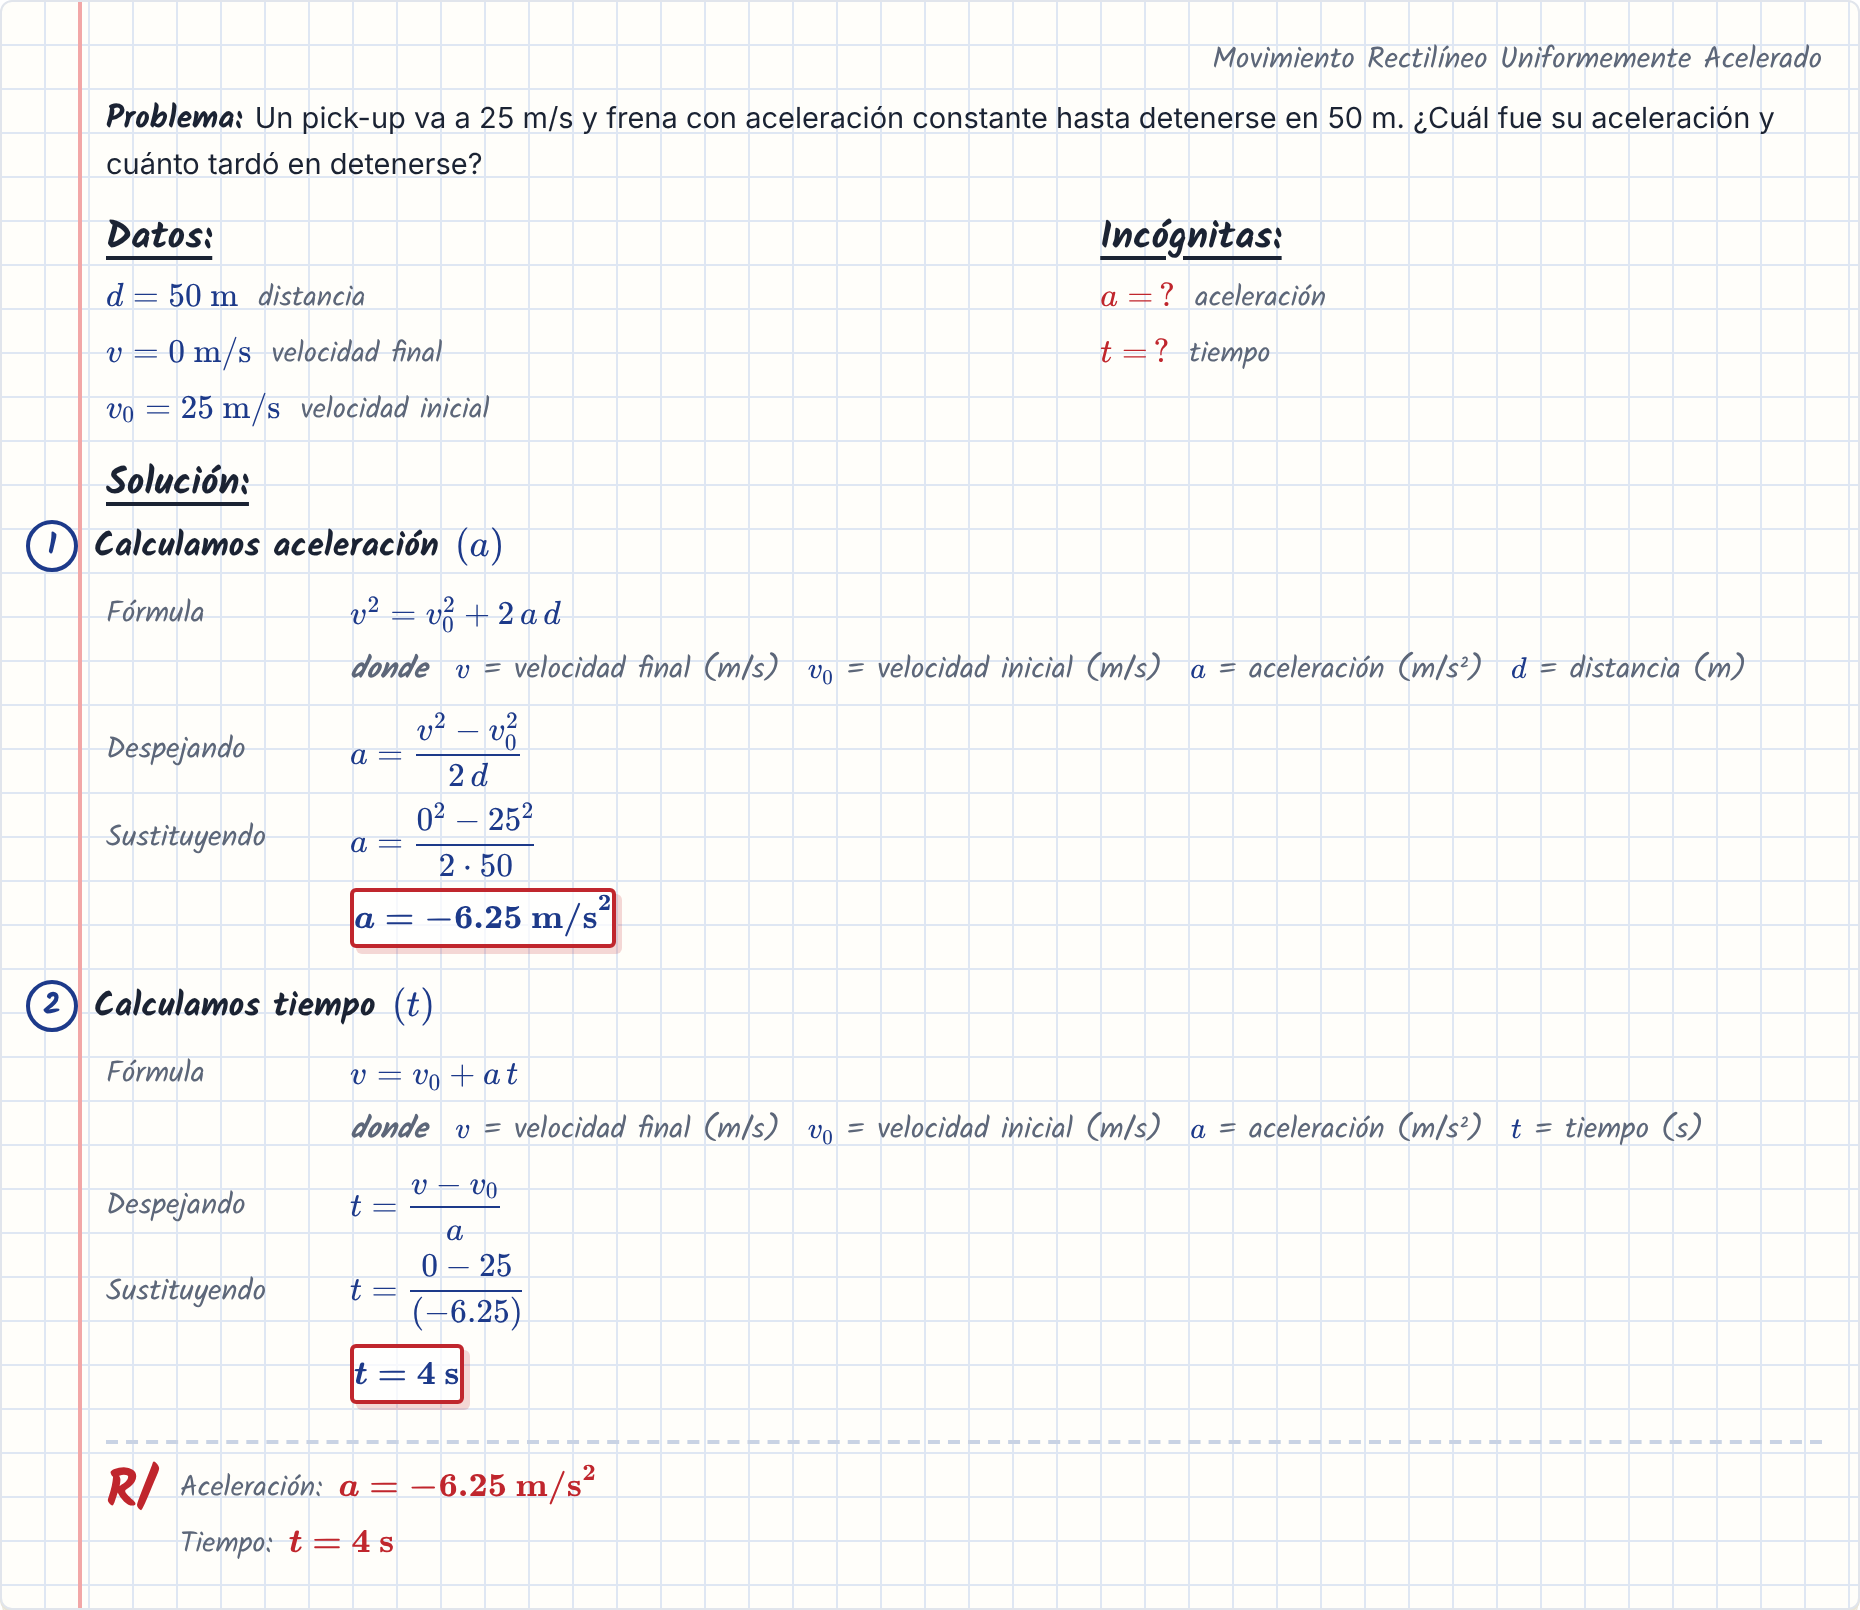 Movimiento Rectilíneo Uniformemente Acelerado
Problema: Un pick-up va a 25 m/s y frena con aceleración constante hasta detenerse en 50 m. ¿Cuál fue su aceleración y
cuánto tardó en detenerse?
Datos:
d = 50 m distancia
v = 0 m/s velocidad final
v₀ = 25 m/s velocidad inicial
Incógnitas:
a = ? aceleración
t = ? tiempo
Solución:
1 Calculamos aceleración (a)
Fórmula v² = v₀² + 2 a d
donde v = velocidad final (m/s) v₀ = velocidad inicial (m/s) a = aceleración (m/s²) d = distancia (m)
Despejando a = (v² − v₀²) / (2 d)
Sustituyendo a = (0² − 25²) / (2 · 50)
a = −6.25 m/s²
2 Calculamos tiempo (t)
Fórmula v = v₀ + a t
donde v = velocidad final (m/s) v₀ = velocidad inicial (m/s) a = aceleración (m/s²) t = tiempo (s)
Despejando t = (v − v₀) / a
Sustituyendo t = (0 − 25) / (−6.25)
t = 4 s
R/ Aceleración: a = −6.25 m/s²
Tiempo: t = 4 s